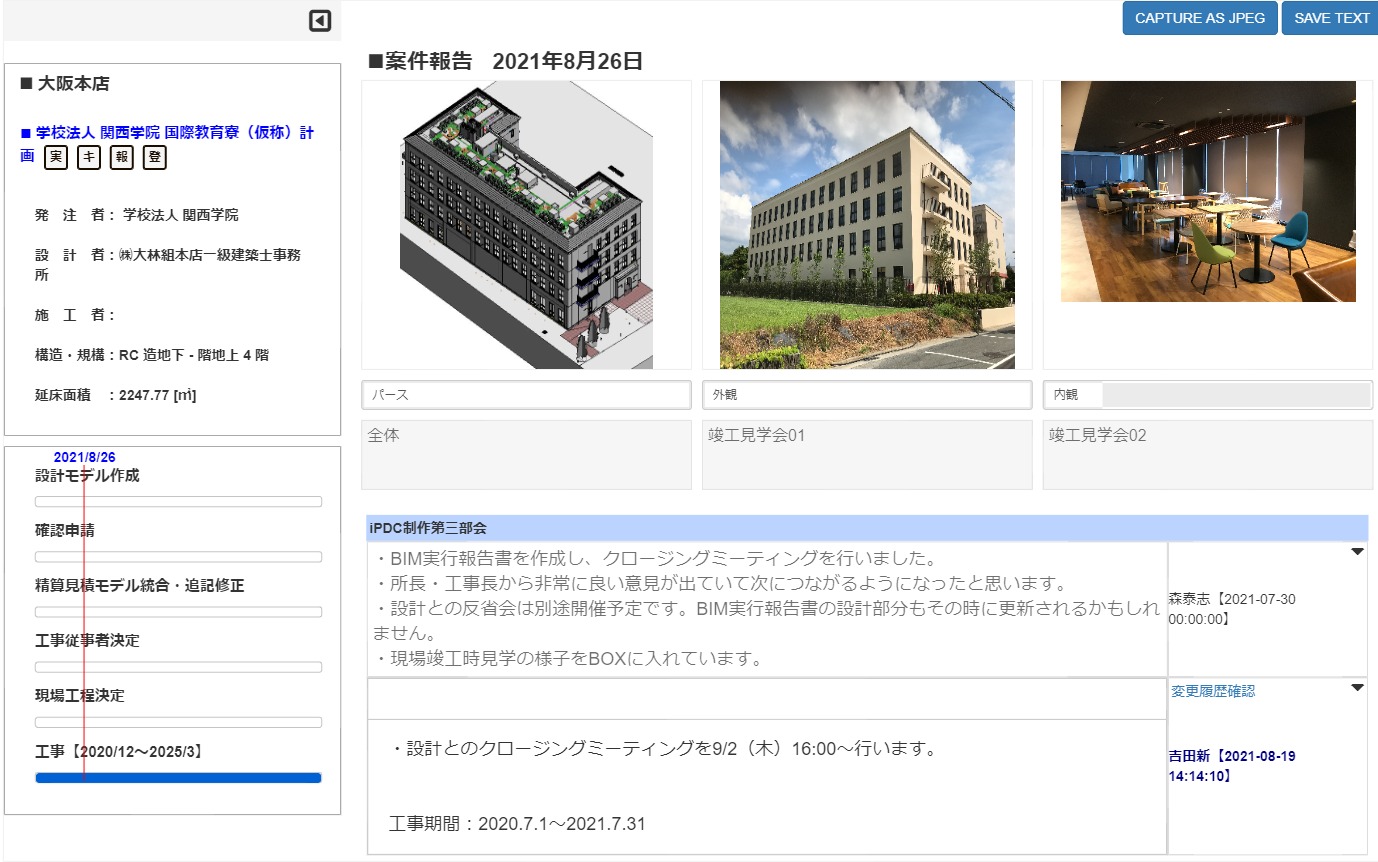 CAPTURE AS JPEG
SAVE TEXT
■案件報告　2021年8月26日
■ 大阪本店
■ 学校法人 関西学院 国際教育寮（仮称）計
画 実 キ 報 登
発　注　者： 学校法人 関西学院
設　計　者：㈱大林組本店一級建築士事務
所
施　工　者：
構造・規構：RC 造地下 - 階地上 4 階
延床面積　：2247.77 [㎡]
2021/8/26
設計モデル作成
確認申請
精算見積モデル統合・追記修正
工事従事者決定
現場工程決定
工事【2020/12～2025/3】
パース
外観
内観
全体
竣工見学会01
竣工見学会02
iPDC制作第三部会
・BIM実行報告書を作成し、クロージングミーティングを行いました。
・所長・工事長から非常に良い意見が出ていて次につながるようになったと思います。
・設計との反省会は別途開催予定です。BIM実行報告書の設計部分もその時に更新されるかもしれ
ません。
・現場竣工時見学の様子をBOXに入れています。
森泰志【2021-07-30
00:00:00】
変更履歴確認
・設計とのクロージングミーティングを9/2（木）16:00～行います。
工事期間：2020.7.1～2021.7.31
吉田新【2021-08-19
14:14:10】